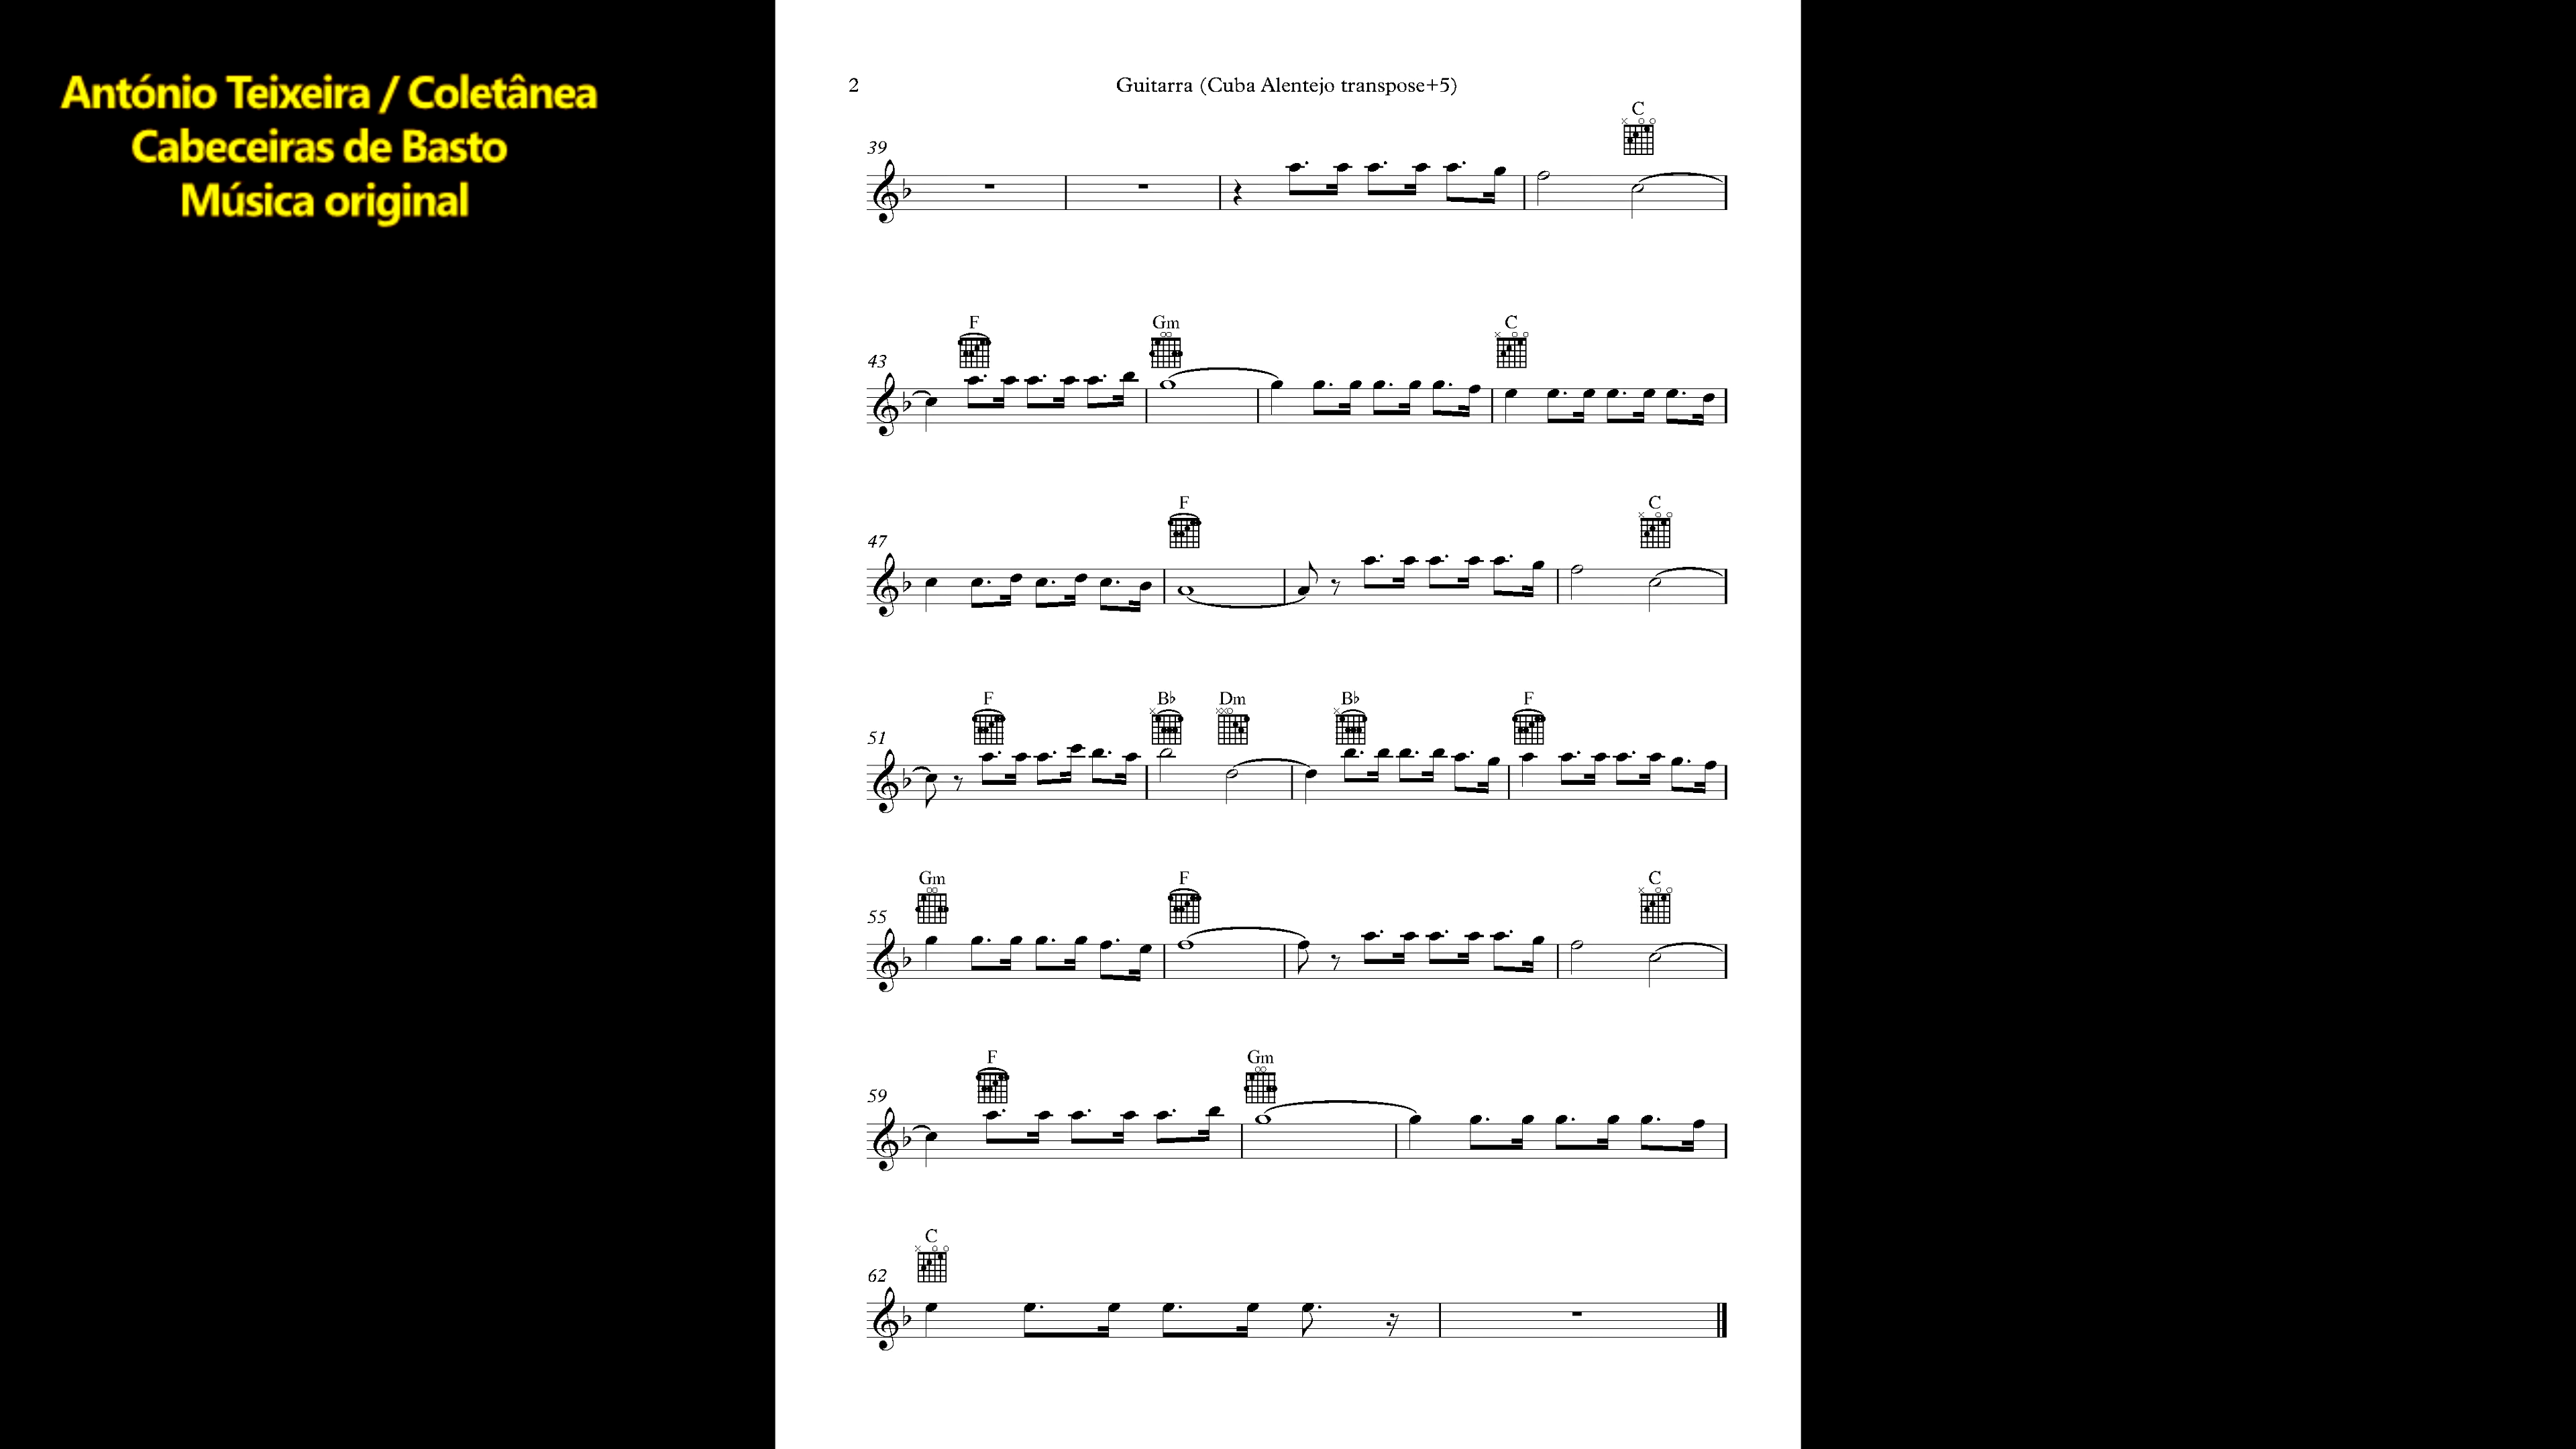 António Teixeira / Coletânea
Cabeceiras de Basto
Música original
2 Guitarra (Cuba Alentejo transpose+5)
C
39
F Gm C
43
F C
47
F B♭ Dm B♭ F
51
Gm F C
55
F Gm
59
C
62